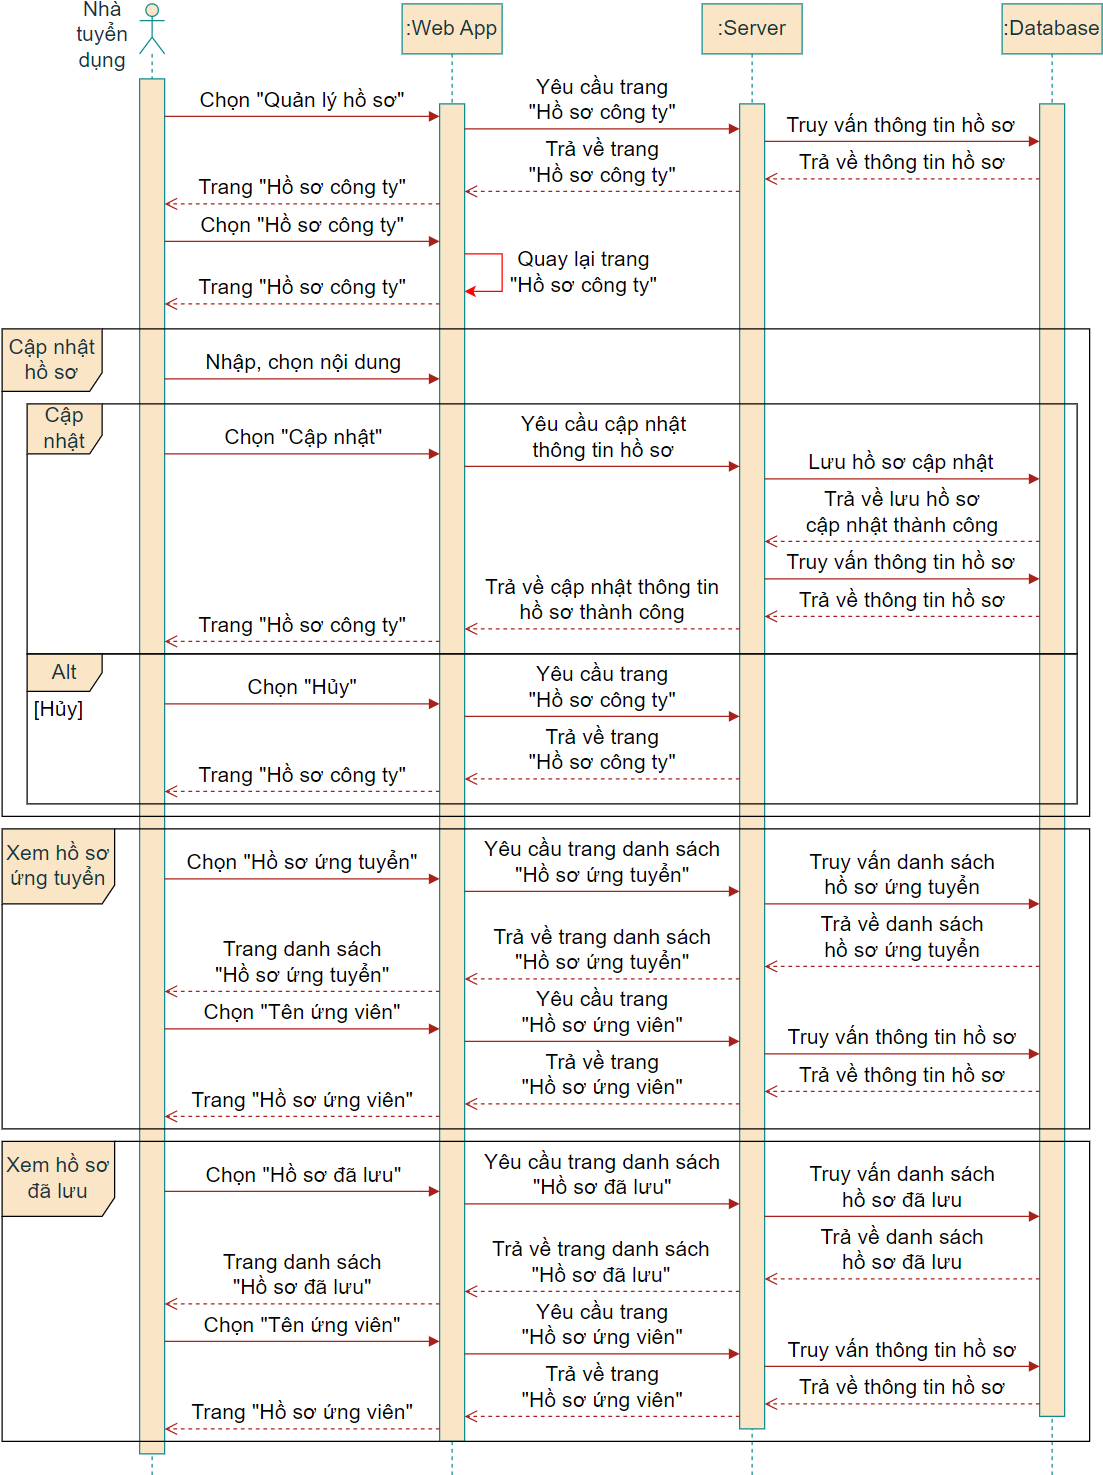 Nhà
tuyển
dụng
:Web App
:Server
:Database
Chọn "Quản lý hồ sơ"
Yêu cầu trang
"Hồ sơ công ty"
Truy vấn thông tin hồ sơ
Trả về trang
"Hồ sơ công ty"
Trả về thông tin hồ sơ
Trang "Hồ sơ công ty"
Chọn "Hồ sơ công ty"
Quay lại trang
"Hồ sơ công ty"
Trang "Hồ sơ công ty"
Cập nhật
hồ sơ
Nhập, chọn nội dung
Cập
nhật
Chọn "Cập nhật"
Yêu cầu cập nhật
thông tin hồ sơ
Lưu hồ sơ cập nhật
Trả về lưu hồ sơ
cập nhật thành công
Truy vấn thông tin hồ sơ
Trả về cập nhật thông tin
hồ sơ thành công
Trả về thông tin hồ sơ
Trang "Hồ sơ công ty"
Alt
[Hủy]
Chọn "Hủy"
Yêu cầu trang
"Hồ sơ công ty"
Trả về trang
"Hồ sơ công ty"
Trang "Hồ sơ công ty"
Xem hồ sơ
ứng tuyển
Chọn "Hồ sơ ứng tuyển"
Yêu cầu trang danh sách
"Hồ sơ ứng tuyển"
Truy vấn danh sách
hồ sơ ứng tuyển
Trả về danh sách
hồ sơ ứng tuyển
Trả về trang danh sách
"Hồ sơ ứng tuyển"
Trang danh sách
"Hồ sơ ứng tuyển"
Chọn "Tên ứng viên"
Yêu cầu trang
"Hồ sơ ứng viên"
Truy vấn thông tin hồ sơ
Trả về trang
"Hồ sơ ứng viên"
Trả về thông tin hồ sơ
Trang "Hồ sơ ứng viên"
Xem hồ sơ
đã lưu
Chọn "Hồ sơ đã lưu"
Yêu cầu trang danh sách
"Hồ sơ đã lưu"
Truy vấn danh sách
hồ sơ đã lưu
Trả về danh sách
hồ sơ đã lưu
Trả về trang danh sách
"Hồ sơ đã lưu"
Trang danh sách
"Hồ sơ đã lưu"
Chọn "Tên ứng viên"
Yêu cầu trang
"Hồ sơ ứng viên"
Truy vấn thông tin hồ sơ
Trả về trang
"Hồ sơ ứng viên"
Trả về thông tin hồ sơ
Trang "Hồ sơ ứng viên"